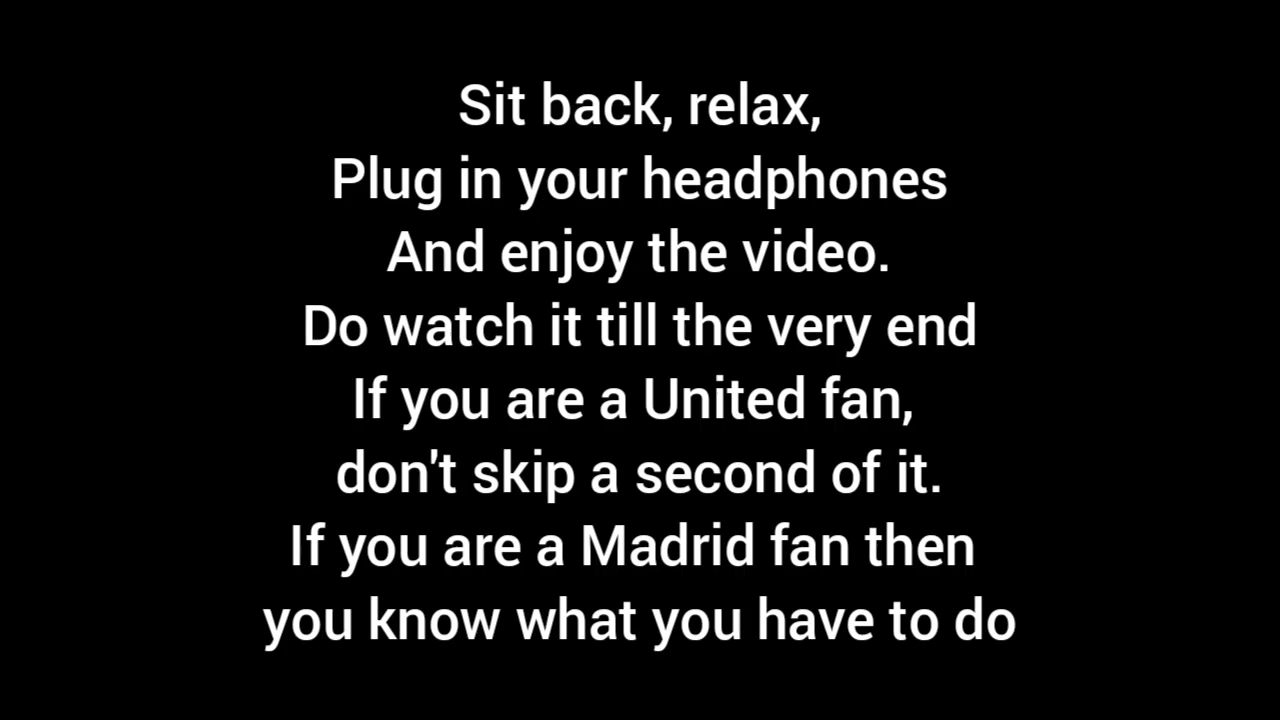 Sit back, relax,
Plug in your headphones
And enjoy the video.
Do watch it till the very end
If you are a United fan,
don't skip a second of it.
If you are a Madrid fan then
you know what you have to do